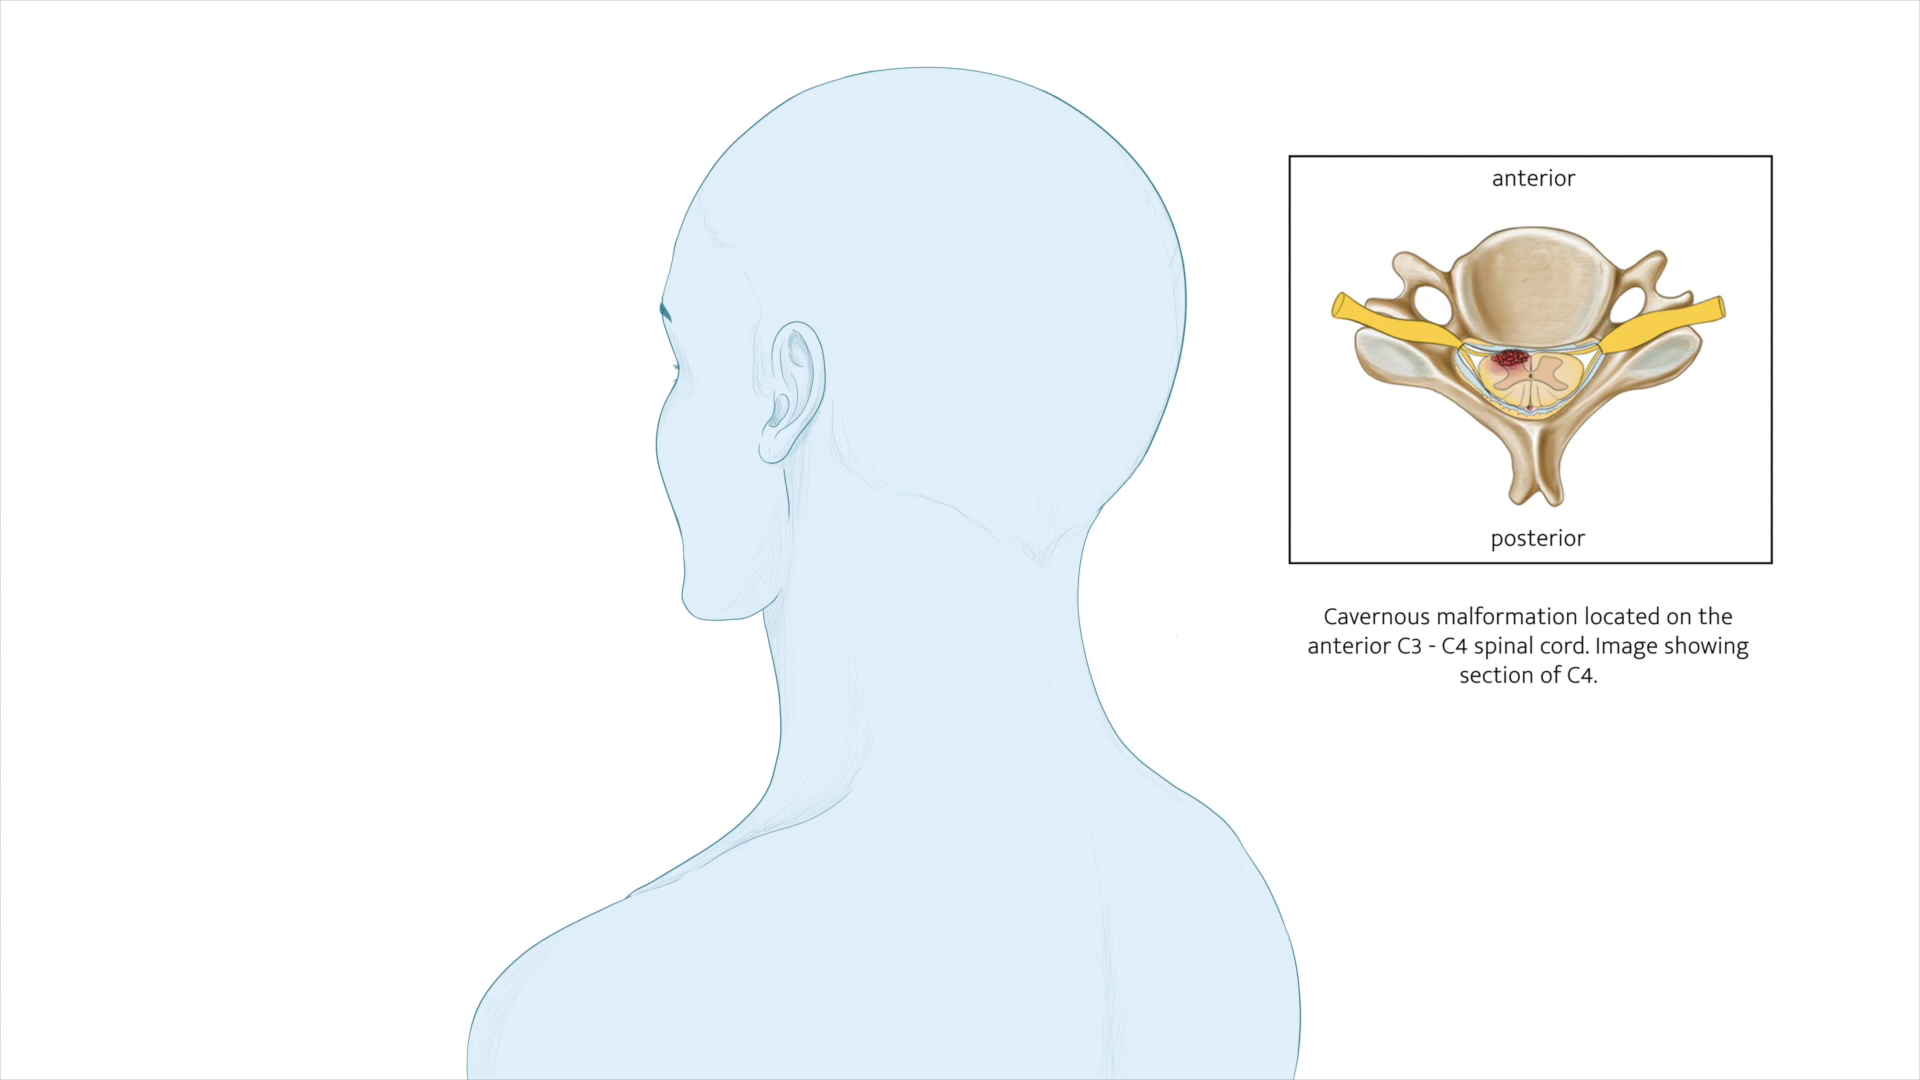 anterior
posterior
Cavernous malformation located on the
anterior C3 - C4 spinal cord. Image showing
section of C4.